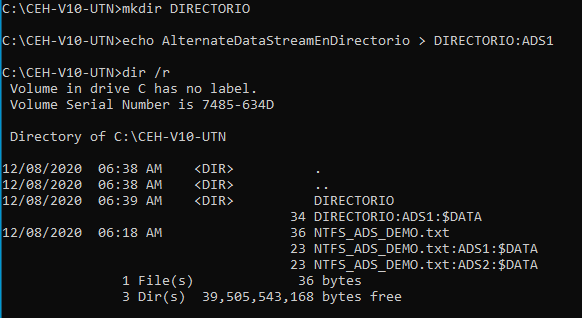 C:\CEH-V10-UTN>mkdir DIRECTORIO
C:\CEH-V10-UTN>echo AlternateDataStreamEnDirectorio > DIRECTORIO:ADS1
C:\CEH-V10-UTN>dir /r
Volume in drive C has no label.
Volume Serial Number is 7485-634D
Directory of C:\CEH-V10-UTN
12/08/2020  06:38 AM    <DIR>          .
12/08/2020  06:38 AM    <DIR>          ..
12/08/2020  06:39 AM    <DIR>          DIRECTORIO
34 DIRECTORIO:ADS1:$DATA
12/08/2020  06:18 AM                36 NTFS_ADS_DEMO.txt
23 NTFS_ADS_DEMO.txt:ADS1:$DATA
23 NTFS_ADS_DEMO.txt:ADS2:$DATA
1 File(s)             36 bytes
3 Dir(s)  39,505,543,168 bytes free